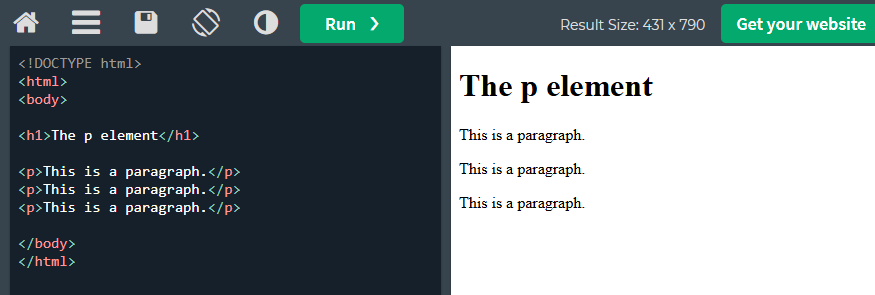 Run ❯
Result Size: 431 x 790
Get your website
<!DOCTYPE html>
<html>
<body>
<h1>The p element</h1>
<p>This is a paragraph.</p>
<p>This is a paragraph.</p>
<p>This is a paragraph.</p>
</body>
</html>
The p element
This is a paragraph.
This is a paragraph.
This is a paragraph.